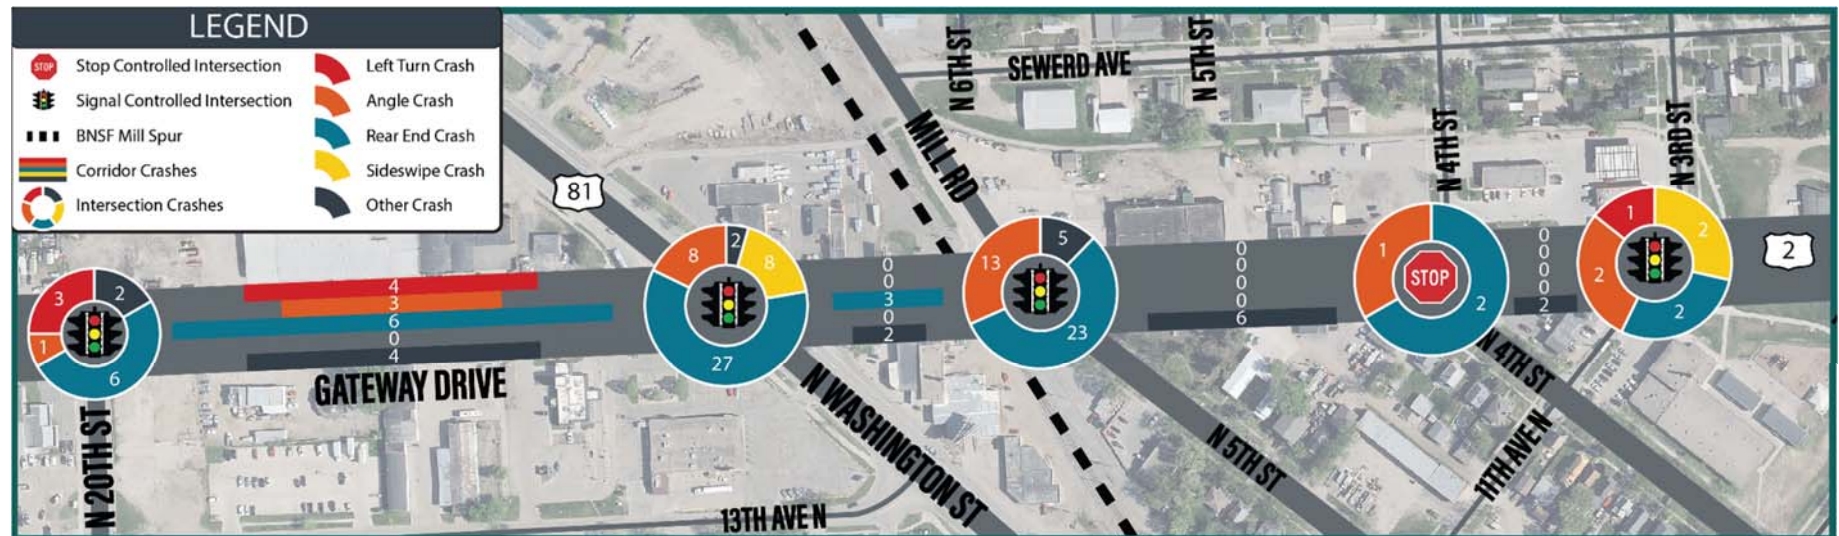 LEGEND
STOP
Stop Controlled Intersection
Signal Controlled Intersection
BNSF Mill Spur
Corridor Crashes
Intersection Crashes
Left Turn Crash
Angle Crash
Rear End Crash
Sideswipe Crash
Other Crash
81
N 6TH ST
SEWERD AVE
N 5TH ST
MILL RD
N 4TH ST
N 3RD ST
2
3
2
1
6
4
3
6
0
4
8
2
8
27
0
0
3
0
2
13
5
23
0
0
0
0
6
1
STOP
2
0
0
0
0
2
1
2
2
2
GATEWAY DRIVE
N 20TH ST
N WASHINGTON ST
13TH AVE N
N 5TH ST
N 4TH ST
11TH AVE N